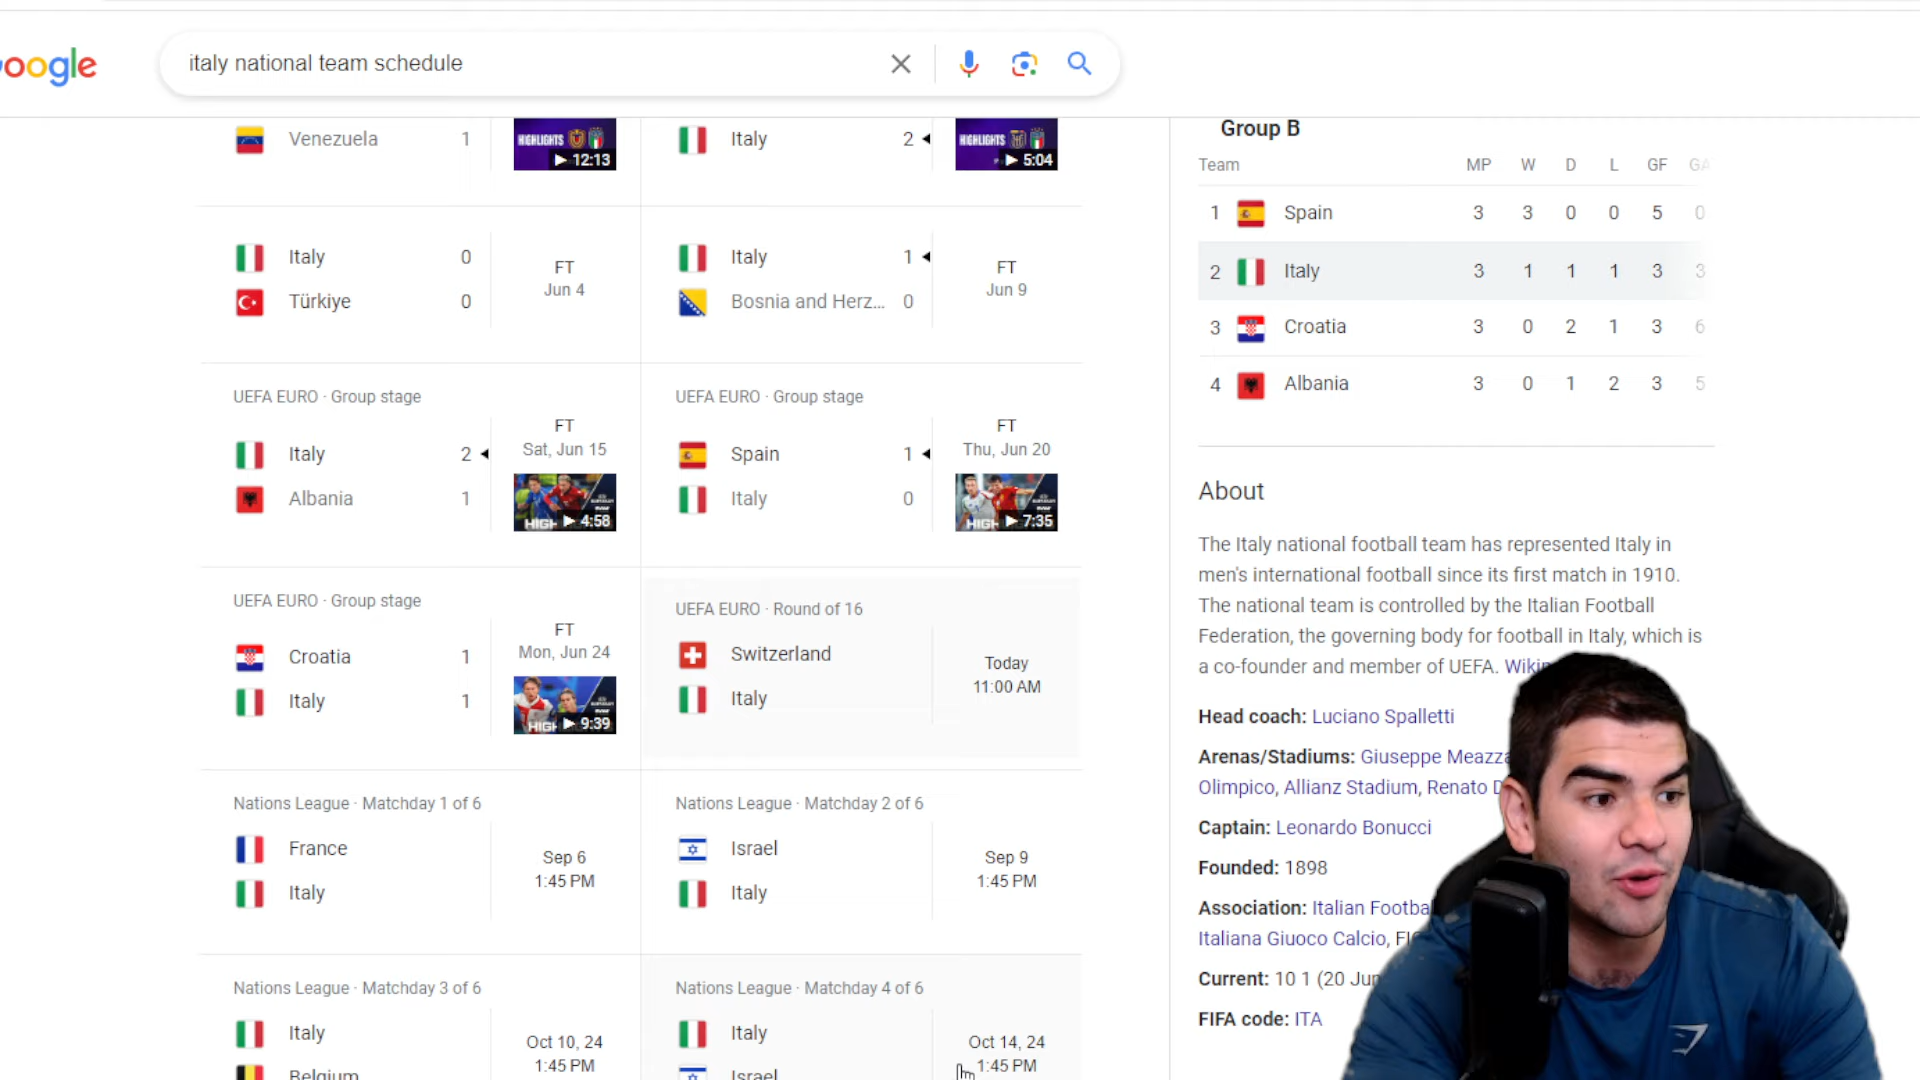 oogle
italy national team schedule
Venezuela 1
HIGHLIGHTS
12:13
Italy 2
HIGHLIGHTS
5:04
Italy 0
Türkiye 0
FT
Jun 4
Italy 1
Bosnia and Herz... 0
FT
Jun 9
UEFA EURO · Group stage
Italy 2
Albania 1
FT
Sat, Jun 15
HIGH
4:58
UEFA EURO · Group stage
Spain 1
Italy 0
FT
Thu, Jun 20
HIGH
7:35
UEFA EURO · Group stage
Croatia 1
Italy 1
FT
Mon, Jun 24
HIGH
9:39
UEFA EURO · Round of 16
Switzerland
Italy
Today
11:00 AM
Nations League · Matchday 1 of 6
France
Italy
Sep 6
1:45 PM
Nations League · Matchday 2 of 6
Israel
Italy
Sep 9
1:45 PM
Nations League · Matchday 3 of 6
Italy
Belgium
Oct 10, 24
1:45 PM
Nations League · Matchday 4 of 6
Italy
Israel
Oct 14, 24
1:45 PM
Group B
Team MP W D L GF GA
1 Spain 3 3 0 0 5 0
2 Italy 3 1 1 1 3 3
3 Croatia 3 0 2 1 3 6
4 Albania 3 0 1 2 3 5
About
The Italy national football team has represented Italy in
men's international football since its first match in 1910.
The national team is controlled by the Italian Football
Federation, the governing body for football in Italy, which is
a co-founder and member of UEFA. Wikip
Head coach: Luciano Spalletti
Arenas/Stadiums: Giuseppe Meazza
Olimpico, Allianz Stadium, Renato D
Captain: Leonardo Bonucci
Founded: 1898
Association: Italian Footba
Italiana Giuoco Calcio, FI
Current: 10 1 (20 Jun
FIFA code: ITA